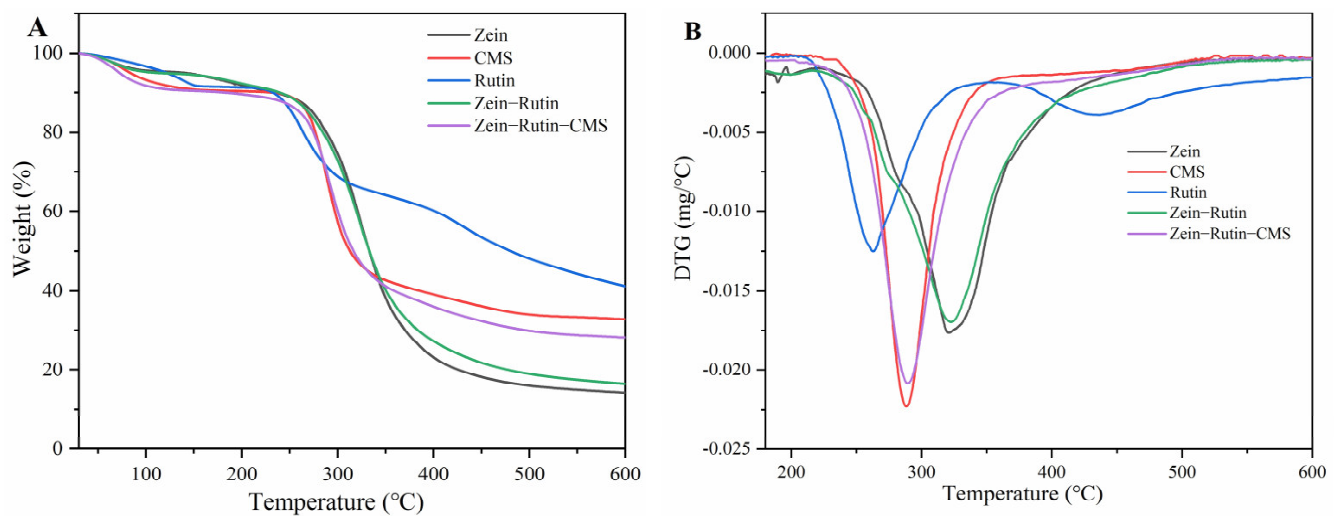 A
Weight (%)
100
80
60
40
20
0
Zein
CMS
Rutin
Zein−Rutin
Zein−Rutin−CMS
100
200
300
400
500
600
Temperature (℃)
B
DTG (mg/℃)
0.000
-0.005
-0.010
-0.015
-0.020
-0.025
Zein
CMS
Rutin
Zein−Rutin
Zein−Rutin−CMS
200
300
400
500
600
Temperature (℃)